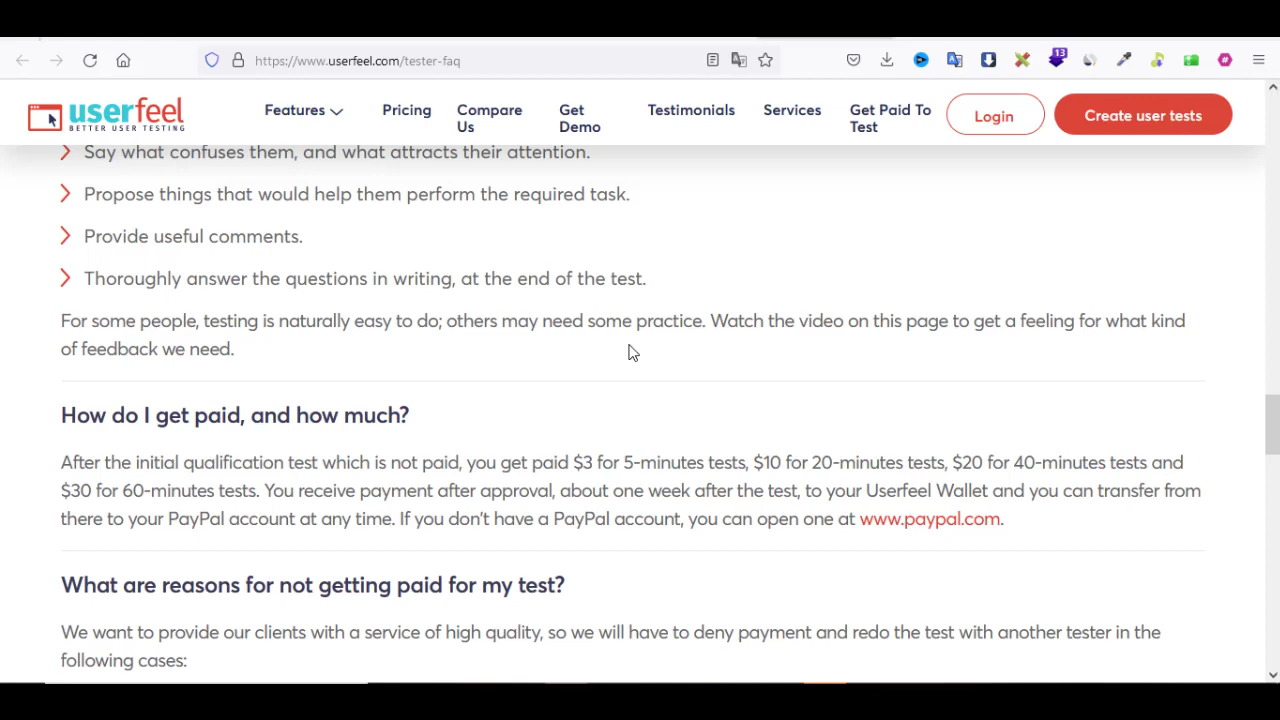 https://www.userfeel.com/tester-faq
13
userfeel
BETTER USER TESTING
Features
Pricing
Compare Us
Get Demo
Testimonials
Services
Get Paid To Test
Login
Create user tests
Say what confuses them, and what attracts their attention.
Propose things that would help them perform the required task.
Provide useful comments.
Thoroughly answer the questions in writing, at the end of the test.
For some people, testing is naturally easy to do; others may need some practice. Watch the video on this page to get a feeling for what kind
of feedback we need.
How do I get paid, and how much?
After the initial qualification test which is not paid, you get paid $3 for 5-minutes tests, $10 for 20-minutes tests, $20 for 40-minutes tests and
$30 for 60-minutes tests. You receive payment after approval, about one week after the test, to your Userfeel Wallet and you can transfer from
there to your PayPal account at any time. If you don't have a PayPal account, you can open one at www.paypal.com.
What are reasons for not getting paid for my test?
We want to provide our clients with a service of high quality, so we will have to deny payment and redo the test with another tester in the
following cases: